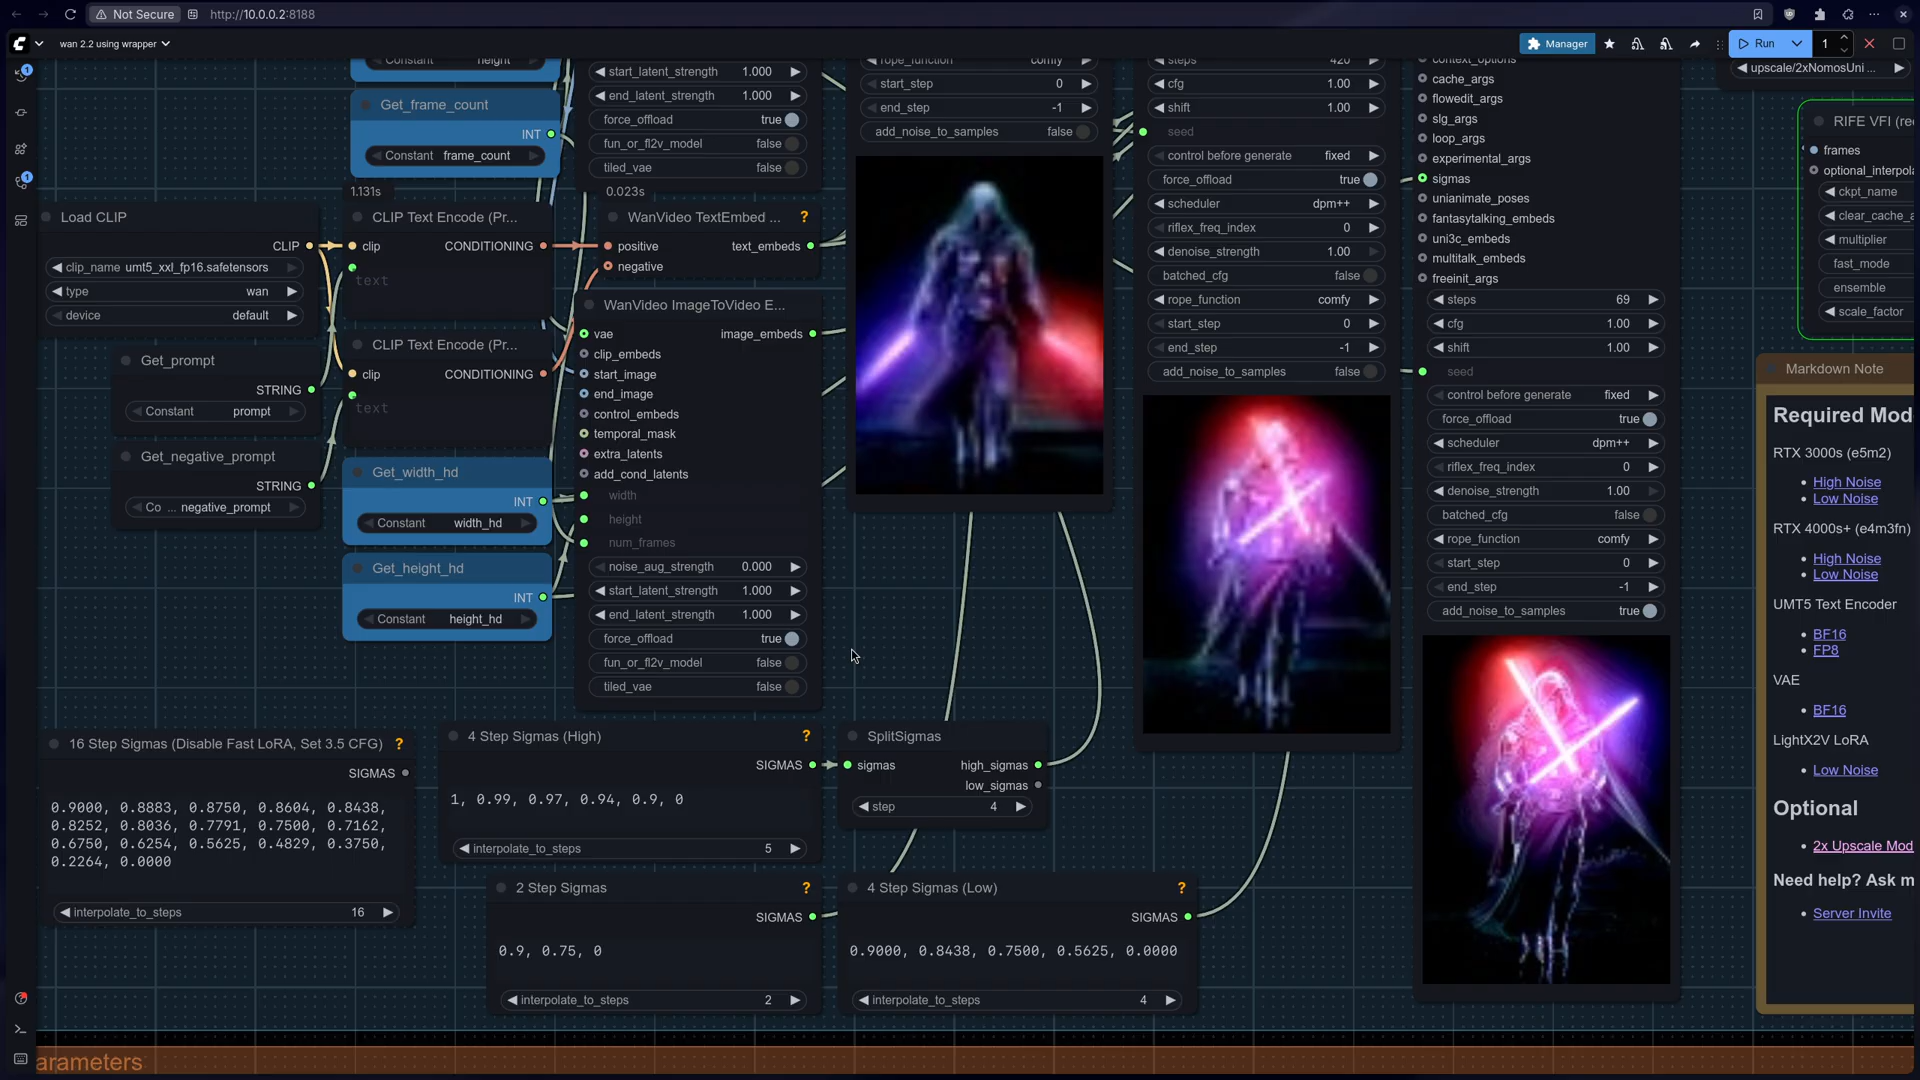 Not Secure
http://10.0.0.2:8188
wan 2.2 using wrapper
Manager
Run
1
Constant height
Get_frame_count
INT
Constant frame_count
1.131s
start_latent_strength 1.000
end_latent_strength 1.000
force_offload true
fun_or_fl2v_model false
tiled_vae false
0.023s
Load CLIP
CLIP
clip_name umt5_xxl_fp16.safetensors
type wan
device default
CLIP Text Encode (Pr...
clip CONDITIONING
text
CLIP Text Encode (Pr...
clip CONDITIONING
text
WanVideo TextEmbed ...
?
positive text_embeds
negative
Get_prompt
STRING
Constant prompt
Get_negative_prompt
STRING
Co ... negative_prompt
Get_width_hd
INT
Constant width_hd
Get_height_hd
INT
Constant height_hd
WanVideo ImageToVideo E...
vae image_embeds
clip_embeds
start_image
end_image
control_embeds
temporal_mask
extra_latents
add_cond_latents
width
height
num_frames
noise_aug_strength 0.000
start_latent_strength 1.000
end_latent_strength 1.000
force_offload true
fun_or_fl2v_model false
tiled_vae false
rope_function comfy
start_step 0
end_step -1
add_noise_to_samples false
steps 420
cfg 1.00
shift 1.00
seed
control before generate fixed
force_offload true
scheduler dpm++
riflex_freq_index 0
denoise_strength 1.00
batched_cfg false
rope_function comfy
start_step 0
end_step -1
add_noise_to_samples false
context_options
cache_args
flowedit_args
slg_args
loop_args
experimental_args
sigmas
unianimate_poses
fantasytalking_embeds
uni3c_embeds
multitalk_embeds
freeinit_args
steps 69
cfg 1.00
shift 1.00
seed
control before generate fixed
force_offload true
scheduler dpm++
riflex_freq_index 0
denoise_strength 1.00
batched_cfg false
rope_function comfy
start_step 0
end_step -1
add_noise_to_samples true
upscale/2xNomosUni ...
RIFE VFI (re
frames
optional_interpola
ckpt_name
clear_cache_a
multiplier
fast_mode
ensemble
scale_factor
Markdown Note
Required Mod
RTX 3000s (e5m2)
High Noise
Low Noise
RTX 4000s+ (e4m3fn)
High Noise
Low Noise
UMT5 Text Encoder
BF16
FP8
VAE
BF16
LightX2V LoRA
Low Noise
Optional
2x Upscale Mod
Need help? Ask m
Server Invite
16 Step Sigmas (Disable Fast LoRA, Set 3.5 CFG) ?
SIGMAS
0.9000, 0.8883, 0.8750, 0.8604, 0.8438,
0.8252, 0.8036, 0.7791, 0.7500, 0.7162,
0.6750, 0.6254, 0.5625, 0.4829, 0.3750,
0.2264, 0.0000
interpolate_to_steps 16
4 Step Sigmas (High) ?
SIGMAS
1, 0.99, 0.97, 0.94, 0.9, 0
interpolate_to_steps 5
SplitSigmas
sigmas high_sigmas
low_sigmas
step 4
2 Step Sigmas ?
SIGMAS
0.9, 0.75, 0
interpolate_to_steps 2
4 Step Sigmas (Low) ?
SIGMAS
0.9000, 0.8438, 0.7500, 0.5625, 0.0000
interpolate_to_steps 4
arameters